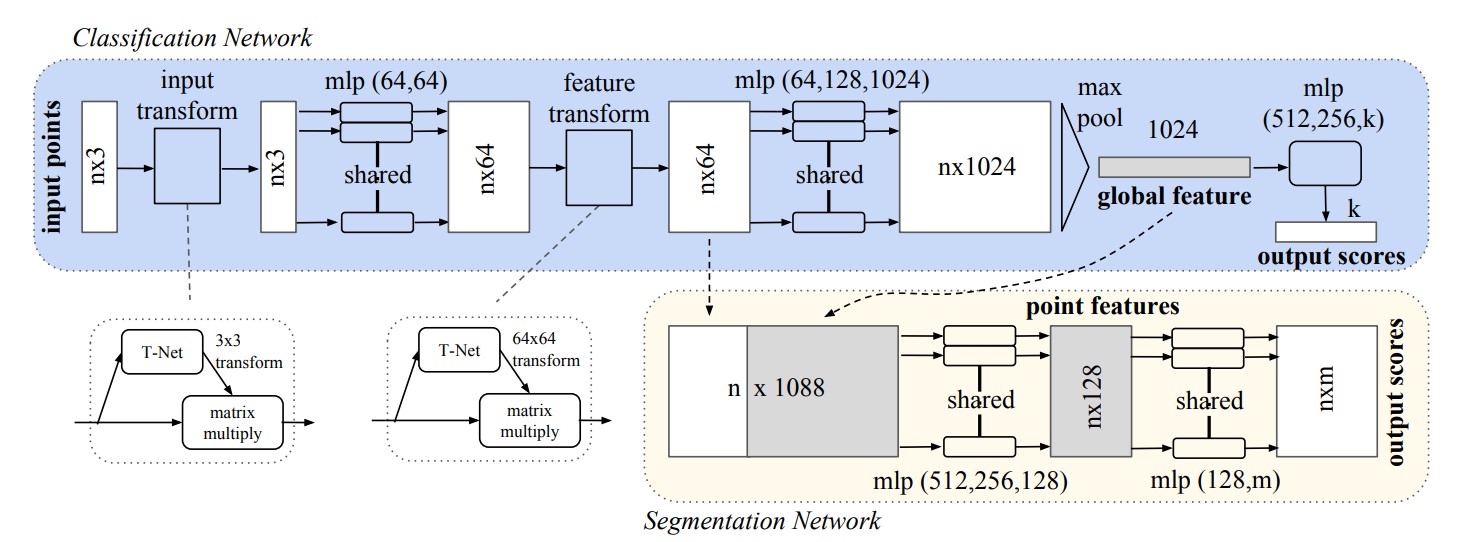 Classification Network
input points
nx3
input
transform
nx3
mlp (64,64)
shared
nx64
feature
transform
nx64
mlp (64,128,1024)
shared
nx1024
max
pool
1024
global feature
mlp
(512,256,k)
k
output scores
T-Net
3x3
transform
matrix
multiply
T-Net
64x64
transform
matrix
multiply
point features
n x 1088
shared
mlp (512,256,128)
nx128
shared
mlp (128,m)
nxm
output scores
Segmentation Network